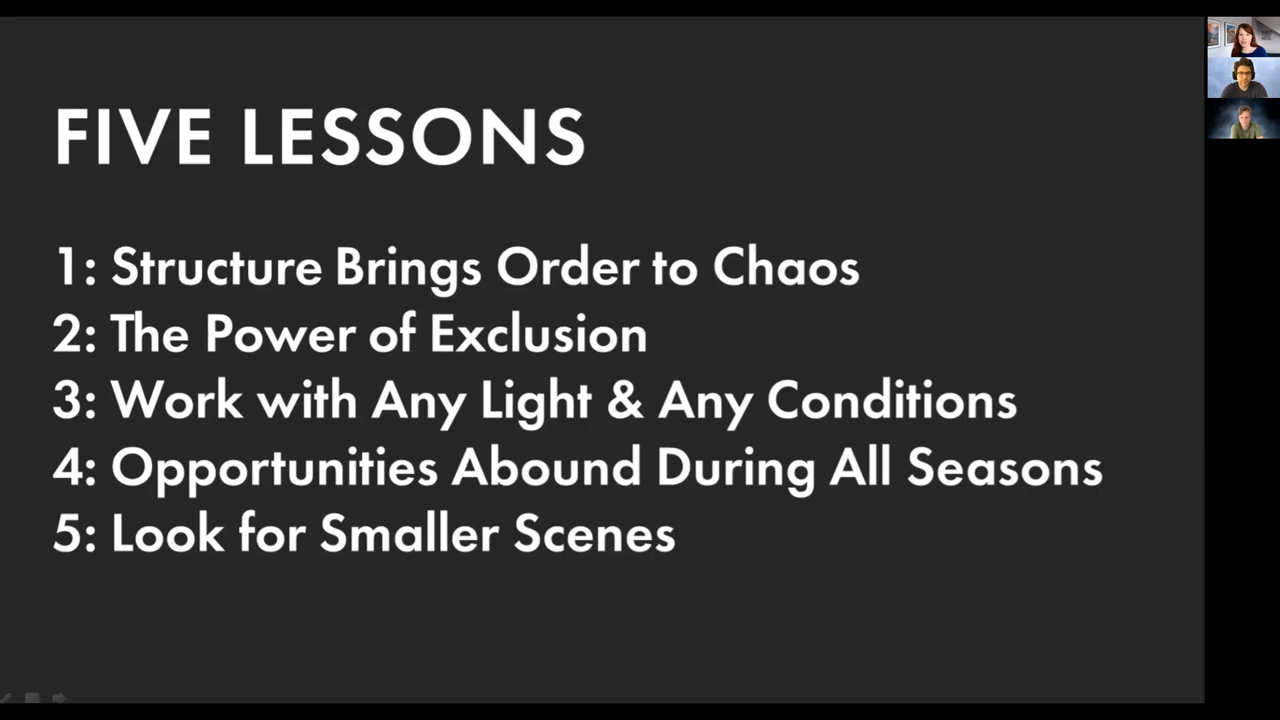 FIVE LESSONS
1: Structure Brings Order to Chaos
2: The Power of Exclusion
3: Work with Any Light & Any Conditions
4: Opportunities Abound During All Seasons
5: Look for Smaller Scenes